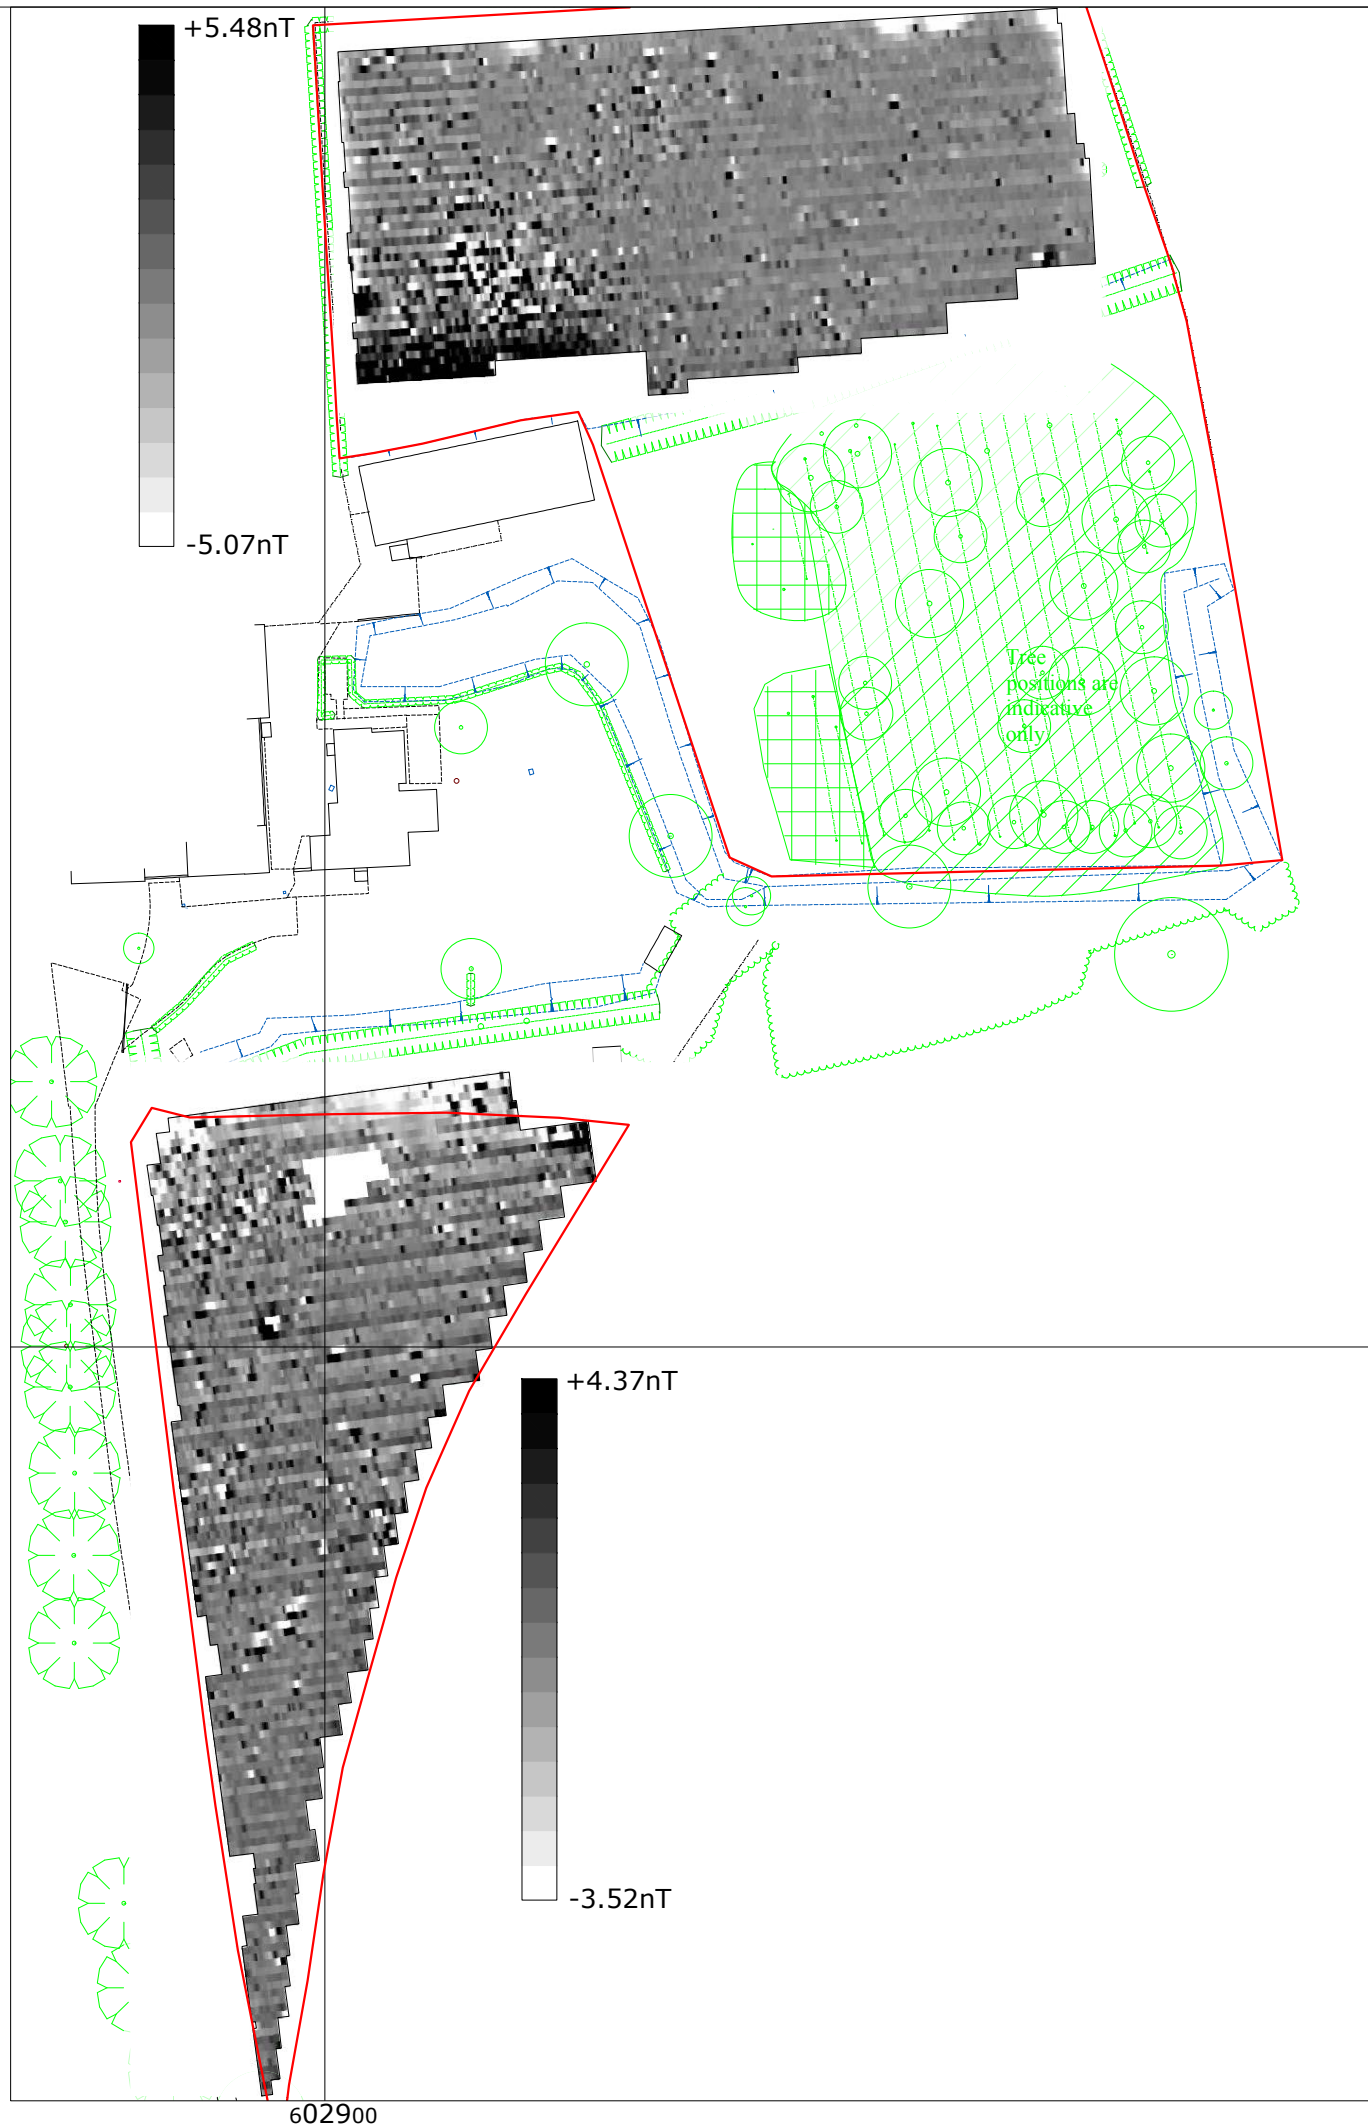 +5.48nT
-5.07nT
Tree
positions are
indicative
only
+4.37nT
-3.52nT
602900